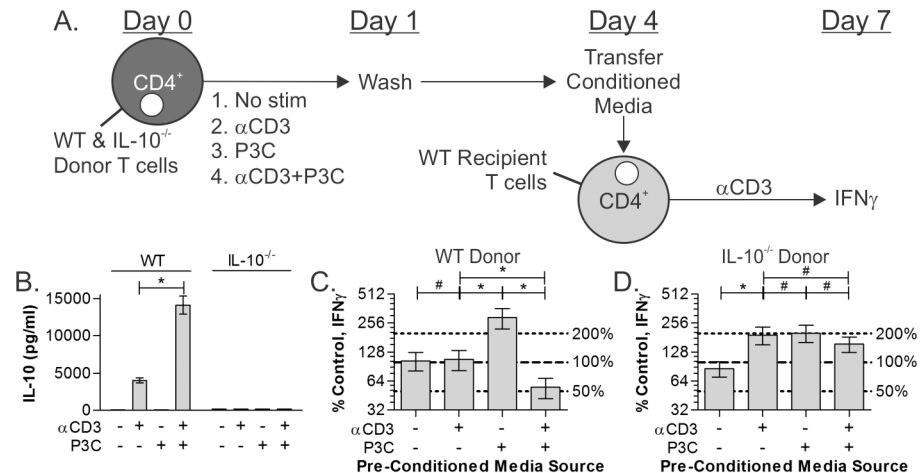 A.
Day 0
Day 1
Day 4
Day 7
CD4⁺
WT & IL-10⁻/⁻
Donor T cells
1. No stim
2. αCD3
3. P3C
4. αCD3+P3C
Wash
Transfer
Conditioned
Media
WT Recipient
T cells
CD4⁺
αCD3
IFNγ
B.
WT
IL-10⁻/⁻
*
IL-10 (pg/ml)
15000
10000
5000
0
αCD3 - + - + - + - +
P3C - - + + - - + +
C.
WT Donor
*
# * *
% Control, IFNγ
512
256
128
64
32
200%
100%
50%
αCD3 - + - +
P3C - - + +
Pre-Conditioned Media Source
D.
IL-10⁻/⁻ Donor
#
* # #
% Control, IFNγ
512
256
128
64
32
200%
100%
50%
αCD3 - + - +
P3C - - + +
Pre-Conditioned Media Source